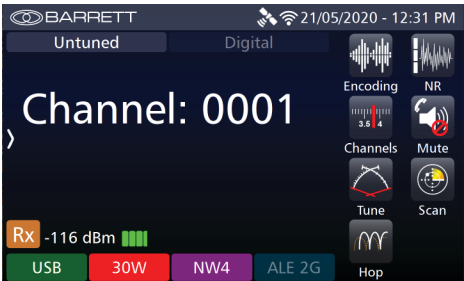 BARRETT 21/05/2020 - 12:31 PM
Untuned Digital
Encoding NR
Channel: 0001
3.5 4
Channels Mute
Tune Scan
Rx -116 dBm
USB 30W NW4 ALE 2G Hop